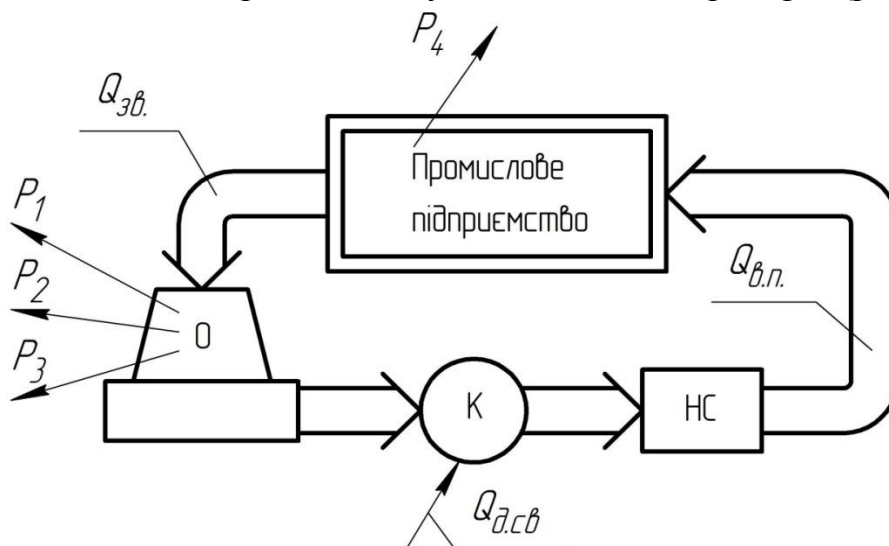 P4
Qзв.
Промислове
підприємство
P1
P2
P3
О
Qв.п.
К
НС
Qд.св